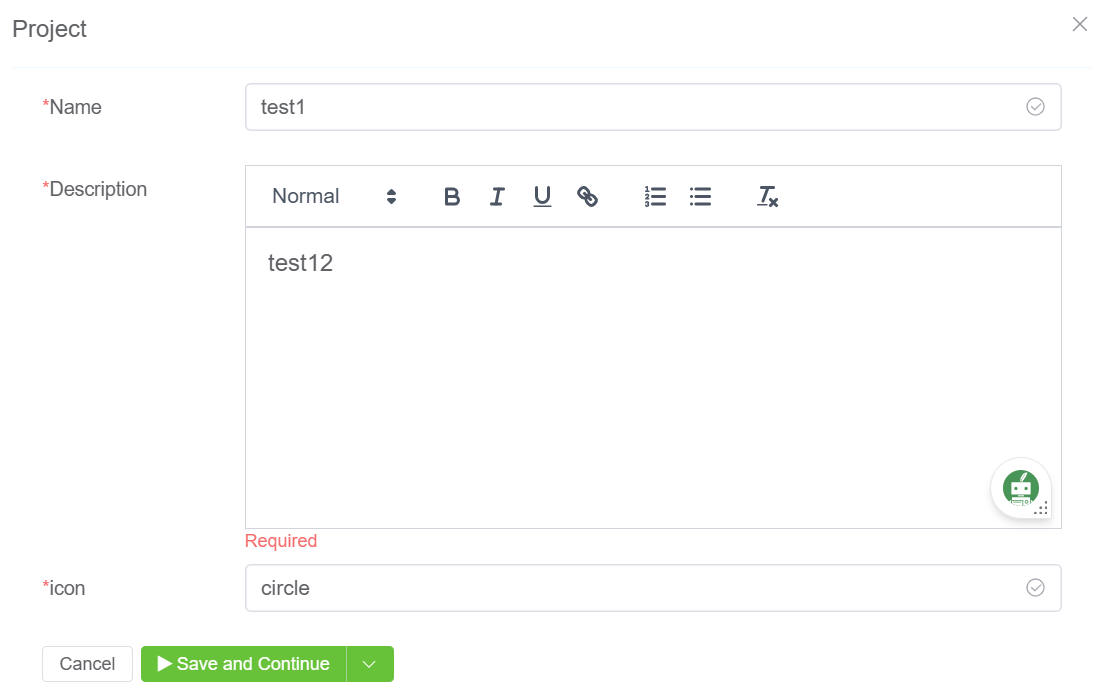 Project
*Name
test1
*Description
Normal
B I U
test12
Required
*icon
circle
Cancel
Save and Continue